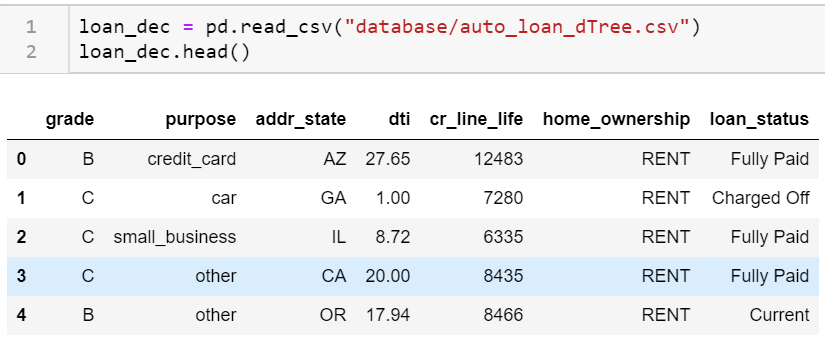 1 loan_dec = pd.read_csv("database/auto_loan_dTree.csv")
2 loan_dec.head()
grade purpose addr_state dti cr_line_life home_ownership loan_status
0 B credit_card AZ 27.65 12483 RENT Fully Paid
1 C car GA 1.00 7280 RENT Charged Off
2 C small_business IL 8.72 6335 RENT Fully Paid
3 C other CA 20.00 8435 RENT Fully Paid
4 B other OR 17.94 8466 RENT Current